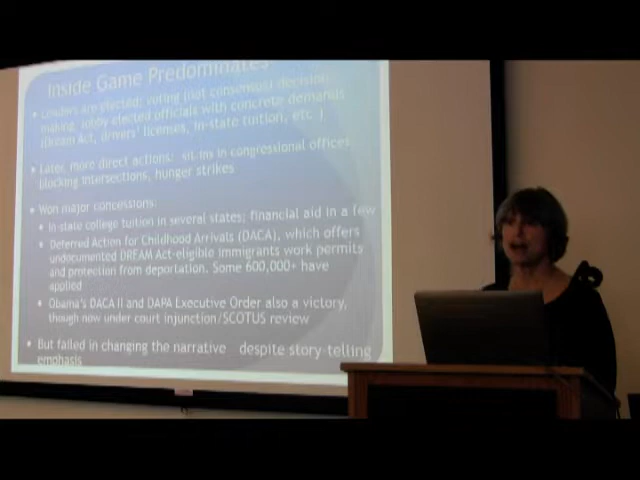 Inside Game Predominates
• Leaders are elected; voting (not consensus) decision-
making, lobby elected officials with concrete demands
(Dream Act, drivers' licenses, in-state tuition, etc.)
• Later, more direct actions: sit-ins in congressional offices,
blocking intersections, hunger strikes
• Won major concessions:
• In-state college tuition in several states; financial aid in a few
• Deferred Action for Childhood Arrivals (DACA), which offers
undocumented DREAM Act-eligible immigrants work permits
and protection from deportation. Some 600,000+ have
applied
• Obama's DACA II and DAPA Executive Order also a victory,
though now under court injunction/SCOTUS review
• But failed in changing the narrative despite story-telling
emphasis